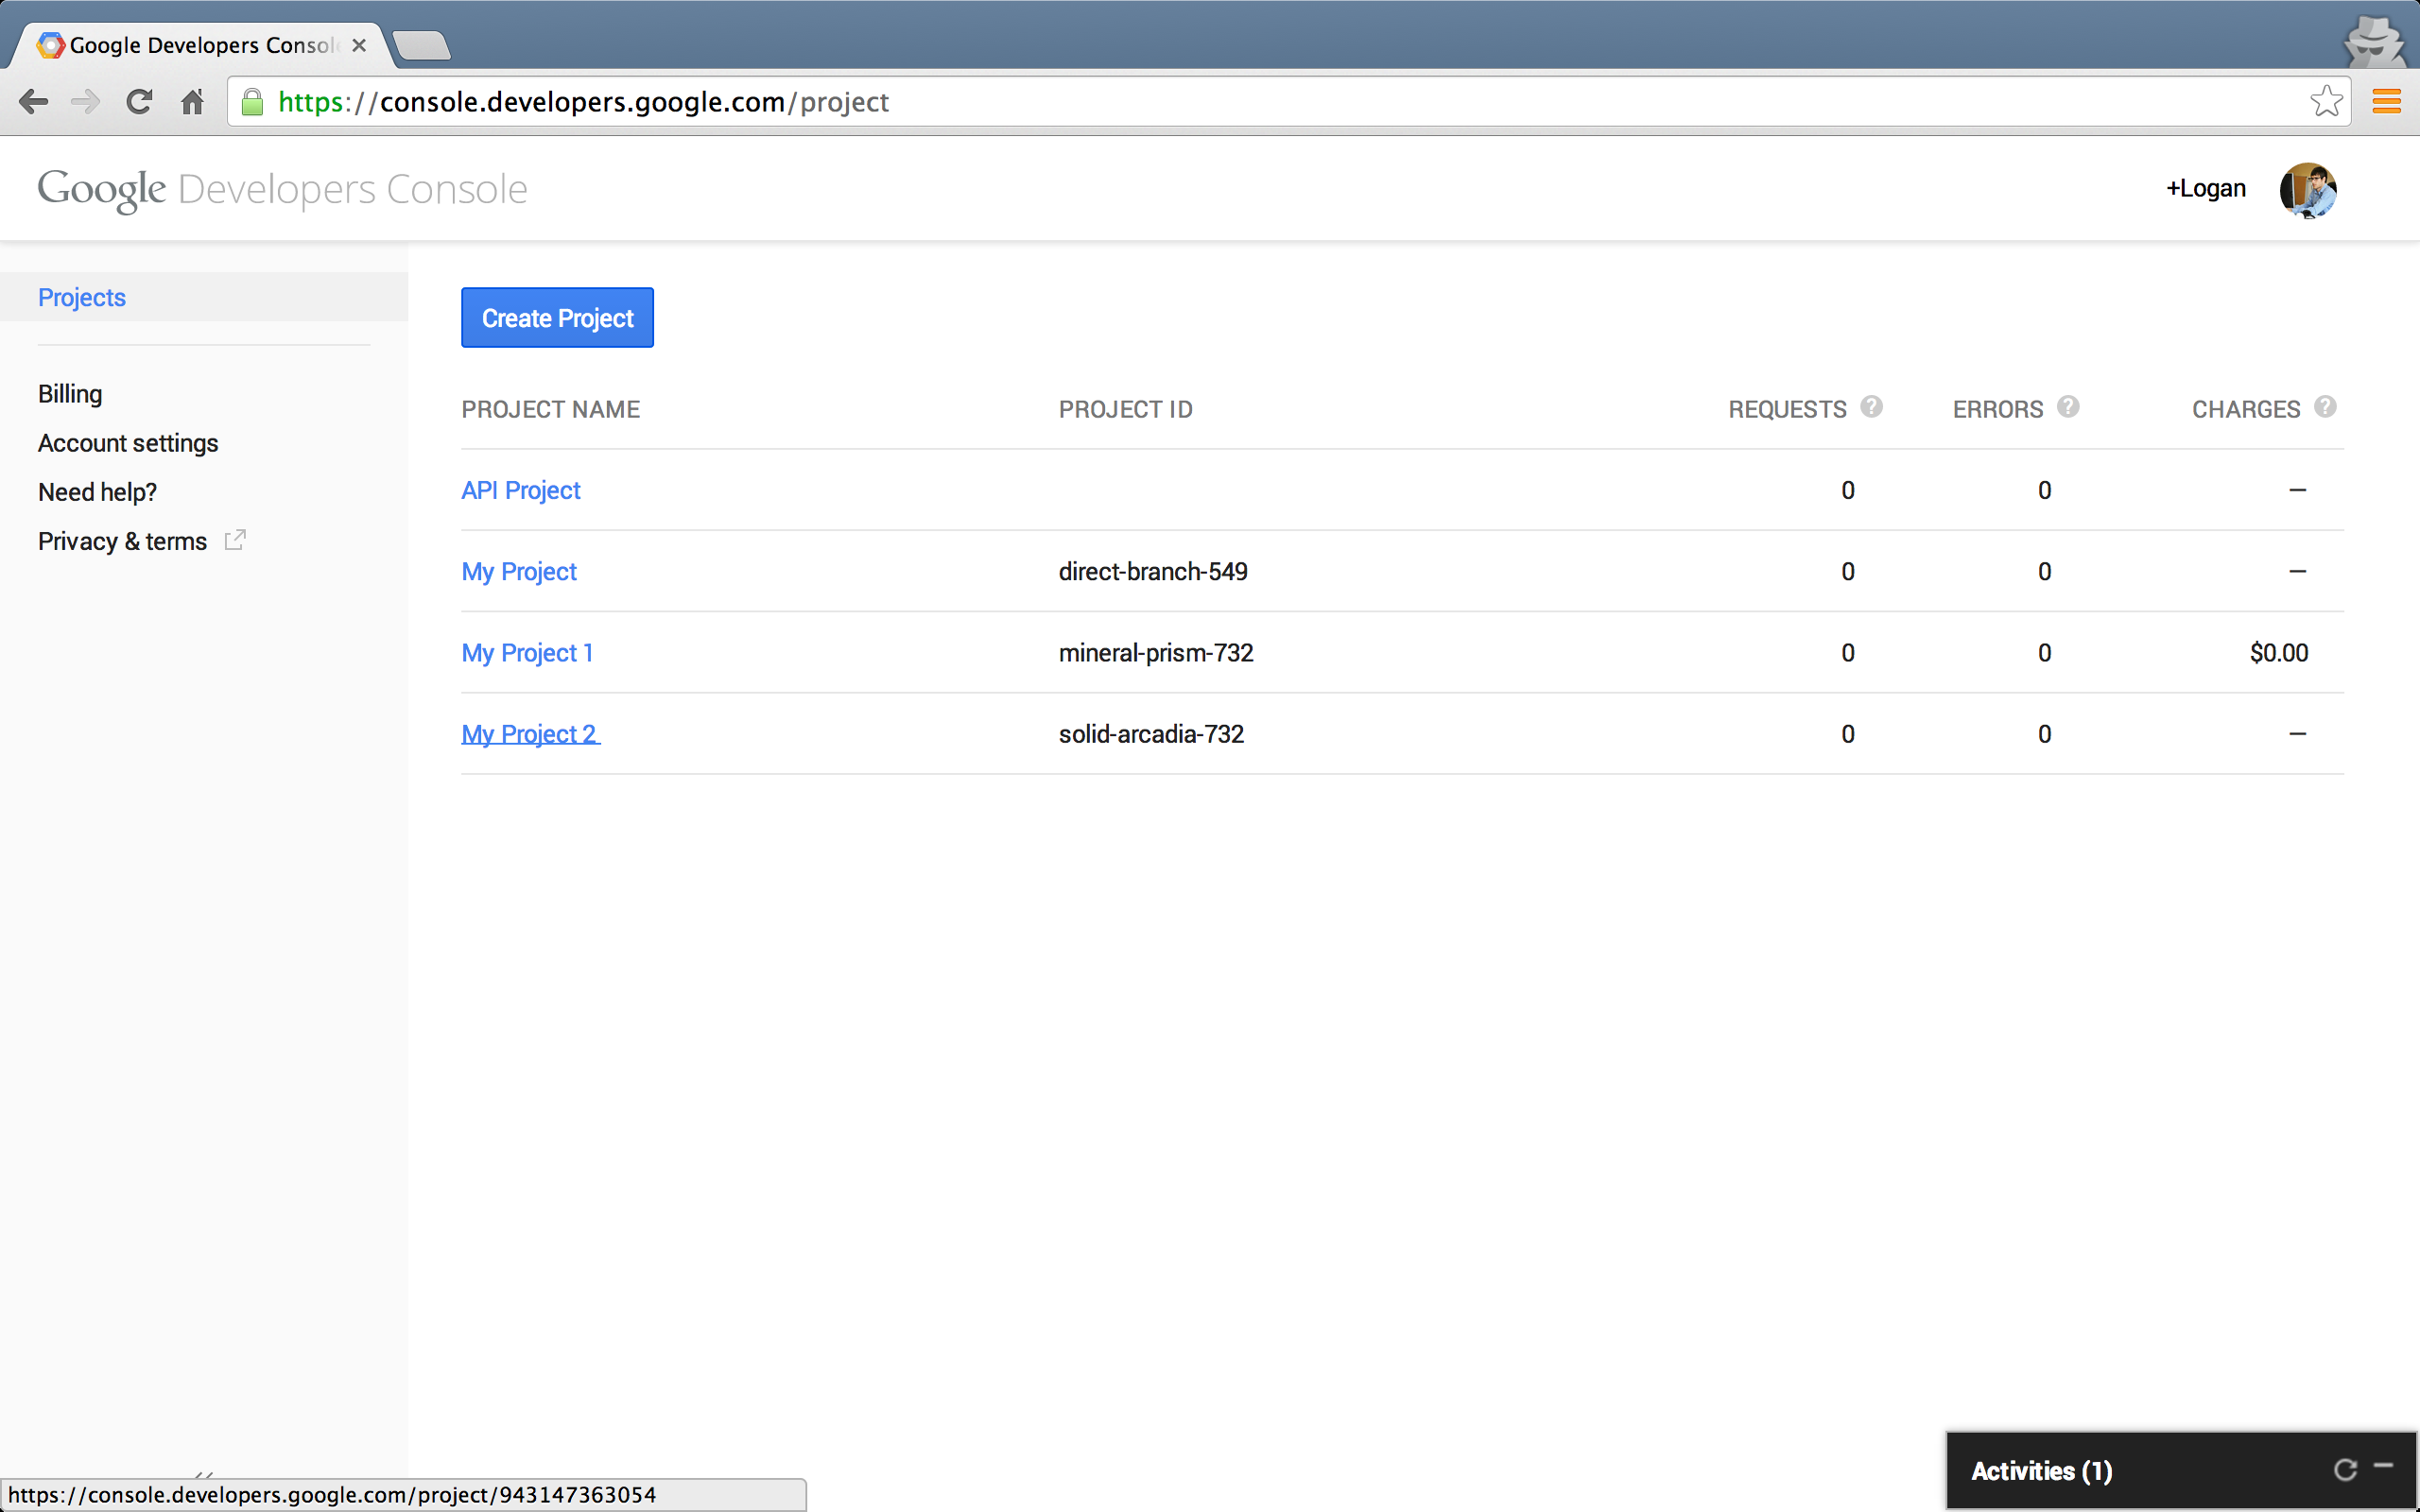 Google Developers Consol
https://console.developers.google.com/project
Google Developers Console
+Logan
Projects
Billing
Account settings
Need help?
Privacy & terms
Create Project
PROJECT NAME PROJECT ID REQUESTS ? ERRORS ? CHARGES ?
API Project 0 0 –
My Project direct-branch-549 0 0 –
My Project 1 mineral-prism-732 0 0 $0.00
My Project 2 solid-arcadia-732 0 0 –
Activities (1)
https://console.developers.google.com/project/943147363054